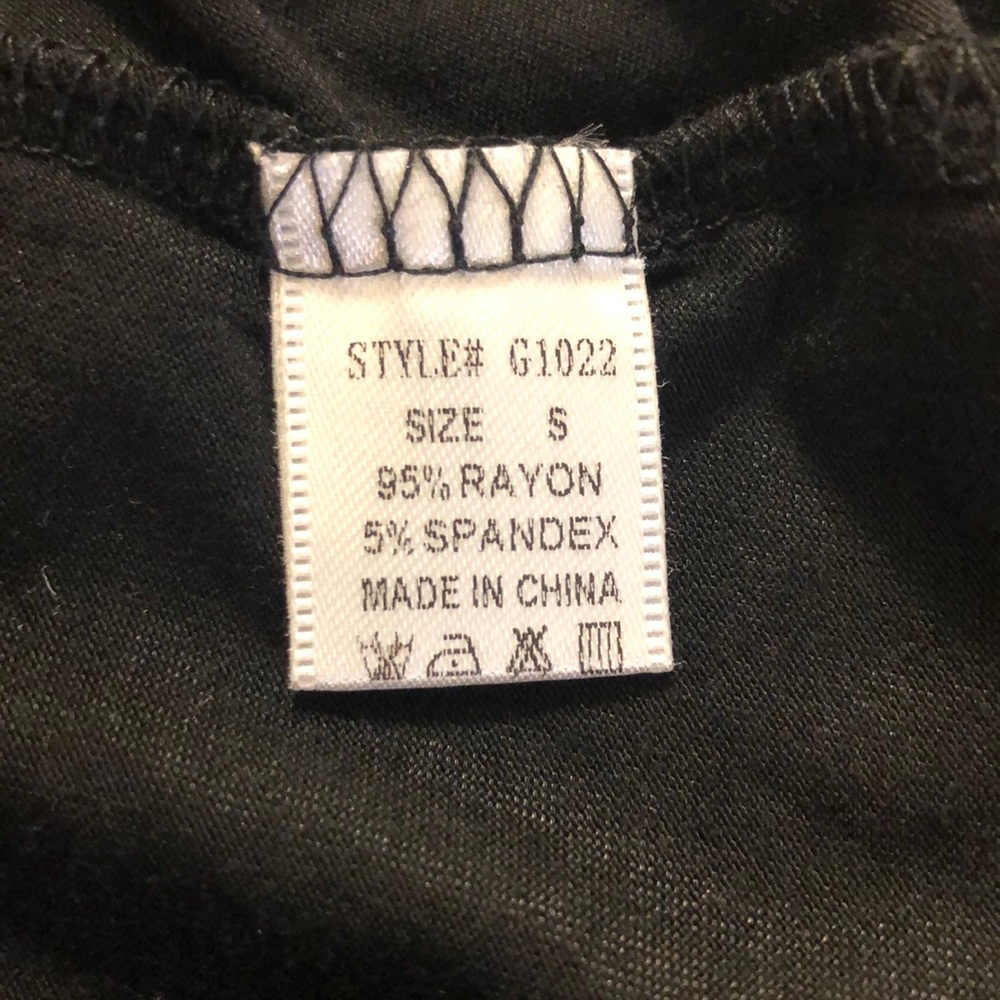 STYLE# G1022
SIZE S
95% RAYON
5% SPANDEX
MADE IN CHINA